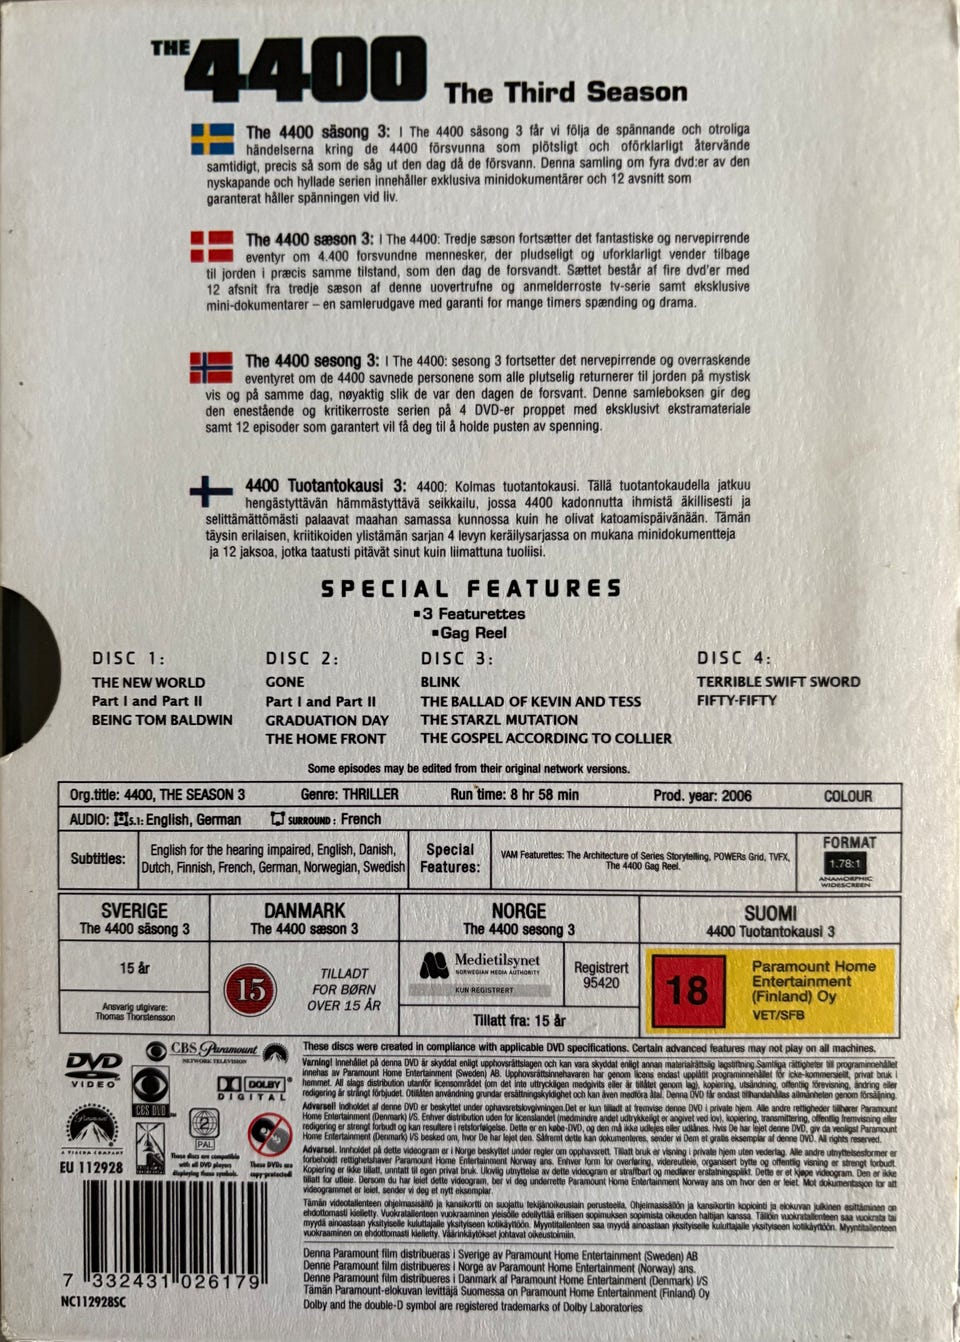 THE 4400 The Third Season
The 4400 säsong 3: I The 4400 säsong 3 får vi följa de spännande och otroliga
händelserna kring de 4400 försvunna som plötsligt och oförklarligt återvände
samtidigt, precis så som de såg ut den dag då de försvann. Denna samling om fyra dvd:er av den
nyskapande och hyllade serien innehåller exklusiva minidokumentärer och 12 avsnitt som
garanterat håller spänningen vid liv.
The 4400 sæson 3: I The 4400: Tredje sæson fortsætter det fantastiske og nervepirrende
eventyr om 4.400 forsvundne mennesker, der pludseligt og uforklarligt vender tilbage
til jorden i præcis samme tilstand, som den dag de forsvandt. Sættet består af fire dvd'er med
12 afsnit fra tredje sæson af denne uovertrufne og anmelderroste tv-serie samt eksklusive
mini-dokumentarer – en samlerudgave med garanti for mange timers spænding og drama.
The 4400 sesong 3: I The 4400: sesong 3 fortsetter det nervepirrende og overraskende
eventyret om de 4400 savnede personene som alle plutselig returnerer til jorden på mystisk
vis og på samme dag, nøyaktig slik de var den dagen de forsvant. Denne samleboksen gir deg
den enestående og kritikerroste serien på 4 DVD-er proppet med eksklusivt ekstramateriale
samt 12 episoder som garantert vil få deg til å holde pusten av spenning.
4400 Tuotantokausi 3: 4400: Kolmas tuotantokausi. Tällä tuotantokaudella jatkuu
hengästyttävän hämmästyttävä seikkailu, jossa 4400 kadonnutta ihmistä äkillisesti ja
selittämättömästi palaavat maahan samassa kunnossa kuin he olivat katoamispäivänään. Tämän
täysin erilaisen, kriitikoiden ylistämän sarjan 4 levyn keräilysarjassa on mukana minidokumentteja
ja 12 jaksoa, jotka taatusti pitävät sinut kuin liimattuna tuoliisi.
SPECIAL FEATURES
▪3 Featurettes
▪Gag Reel
DISC 1:
THE NEW WORLD
Part I and Part II
BEING TOM BALDWIN
DISC 2:
GONE
Part I and Part II
GRADUATION DAY
THE HOME FRONT
DISC 3:
BLINK
THE BALLAD OF KEVIN AND TESS
THE STARZL MUTATION
THE GOSPEL ACCORDING TO COLLIER
DISC 4:
TERRIBLE SWIFT SWORD
FIFTY-FIFTY
Some episodes may be edited from their original network versions.
Org.title: 4400, THE SEASON 3 Genre: THRILLER Run time: 8 hr 58 min Prod. year: 2006 COLOUR
AUDIO: 5.1: English, German SURROUND: French
Subtitles: English for the hearing impaired, English, Danish,
Dutch, Finnish, French, German, Norwegian, Swedish
Special
Features:
VAM Featurettes: The Architecture of Series Storytelling, POWERs Grid, TVFX,
The 4400 Gag Reel.
FORMAT
1.78:1
ANAMORPHIC
WIDESCREEN
SVERIGE
The 4400 säsong 3
15 år
Ansvarig utgivare:
Thomas Thorstensson
DANMARK
The 4400 sæson 3
15
TILLADT
FOR BØRN
OVER 15 ÅR
NORGE
The 4400 sesong 3
Medietilsynet
NORWEGIAN MEDIA AUTHORITY
KUN REGISTRERT
Registrert
95420
Tillatt fra: 15 år
SUOMI
4400 Tuotantokausi 3
18
Paramount Home
Entertainment
(Finland) Oy
VET/SFB
DVD
VIDEO
CBS Paramount
NETWORK TELEVISION
CBS DVD
DOLBY
DIGITAL
Paramount
A VIACOM COMPANY
2
PAL
These discs are compatible
with all DVD players
displaying these symbols.
These DVDs are
copy protected!
EU 112928
7 332431 026179
NC112928SC
These discs were created in compliance with applicable DVD specifications. Certain advanced features may not play on all machines.
Denna Paramount film distribueras i Sverige av Paramount Home Entertainment (Sweden) AB
Denne Paramount film distribueres i Norge av Paramount Home Entertainment (Norway) ans.
Denne Paramount film distribueres i Danmark af Paramount Home Entertainment (Denmark) I/S
Tämän Paramount-elokuvan levittäjä Suomessa on Paramount Home Entertainment (Finland) Oy
Dolby and the double-D symbol are registered trademarks of Dolby Laboratories